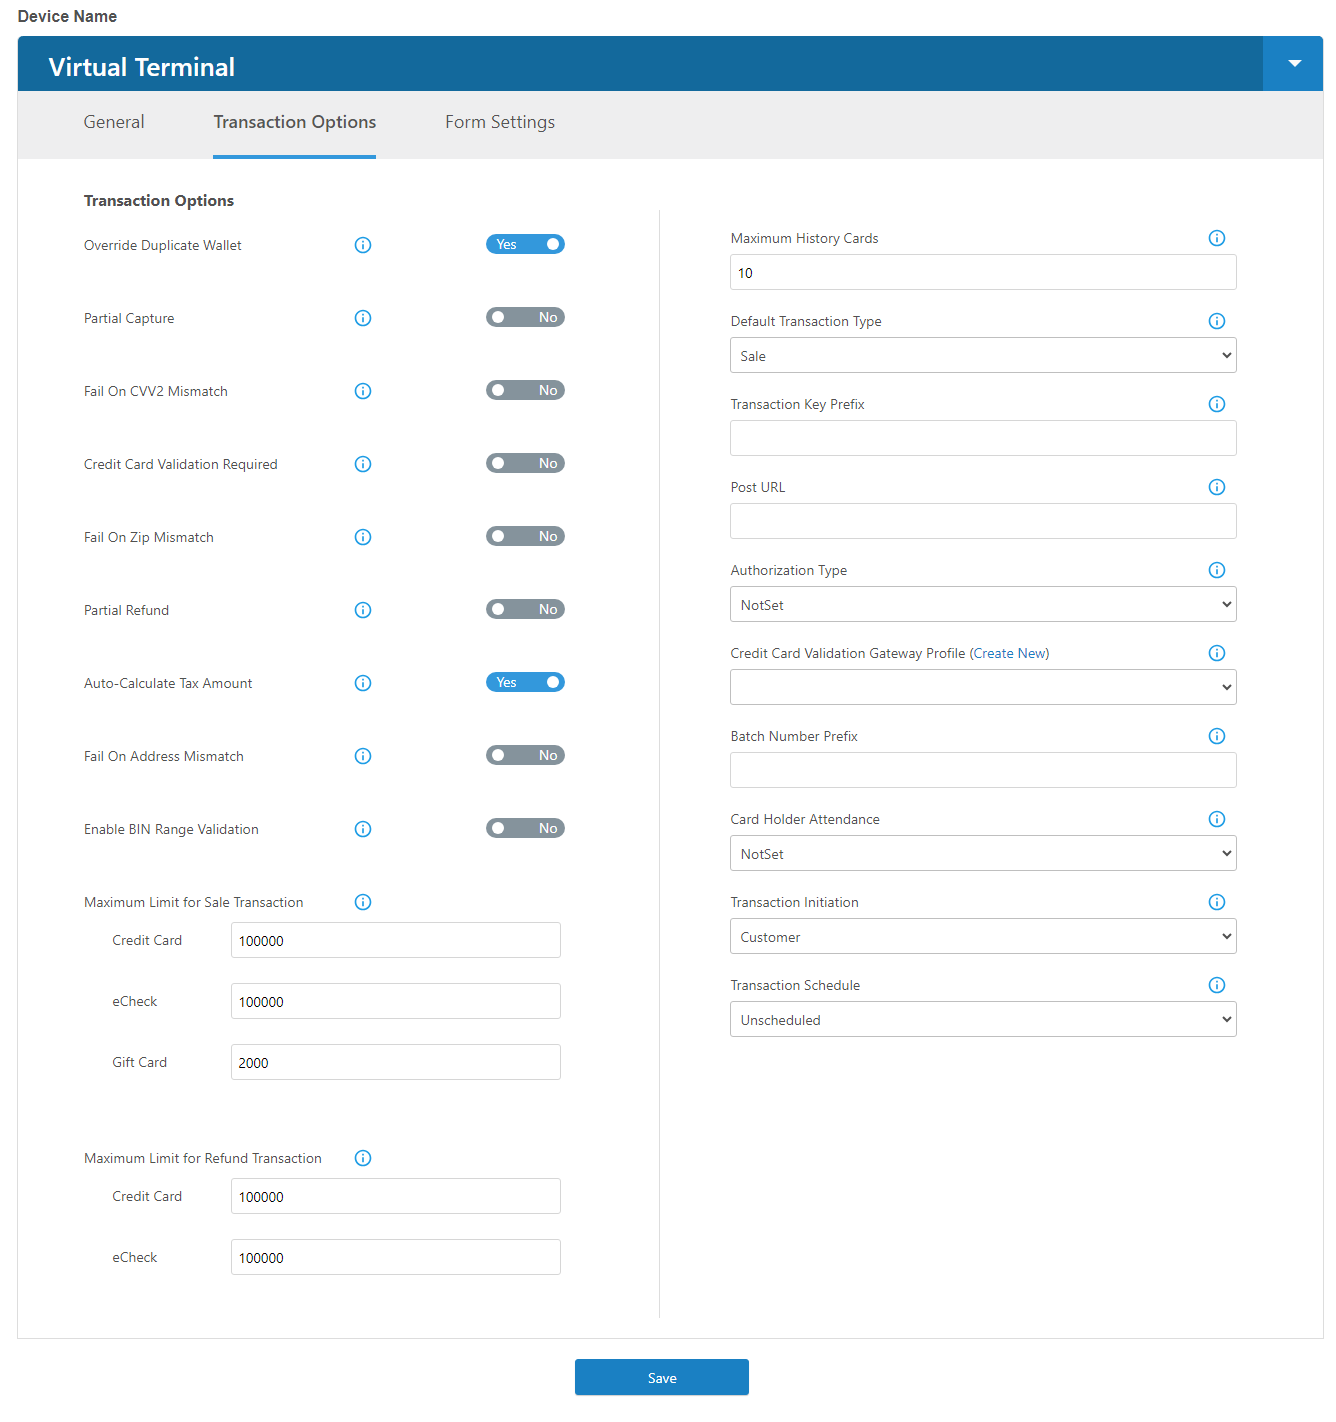 Device Name
Virtual Terminal
General
Transaction Options
Form Settings
Transaction Options
Override Duplicate Wallet
Yes
Partial Capture
No
Fail On CVV2 Mismatch
No
Credit Card Validation Required
No
Fail On Zip Mismatch
No
Partial Refund
No
Auto-Calculate Tax Amount
Yes
Fail On Address Mismatch
No
Enable BIN Range Validation
No
Maximum Limit for Sale Transaction
Credit Card
100000
eCheck
100000
Gift Card
2000
Maximum Limit for Refund Transaction
Credit Card
100000
eCheck
100000
Maximum History Cards
10
Default Transaction Type
Sale
Transaction Key Prefix
Post URL
Authorization Type
NotSet
Credit Card Validation Gateway Profile (Create New)
Batch Number Prefix
Card Holder Attendance
NotSet
Transaction Initiation
Customer
Transaction Schedule
Unscheduled
Save